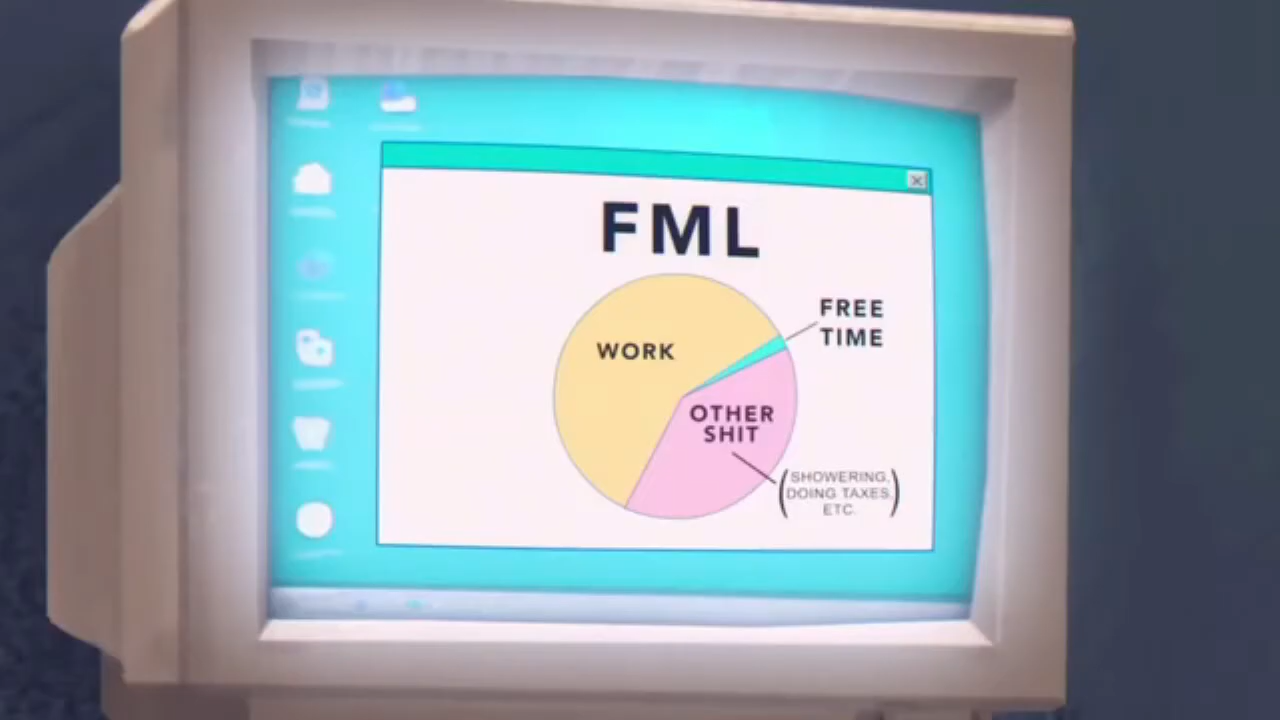 FML
FREE
TIME
WORK
OTHER
SHIT
(SHOWERING,
DOING TAXES,
ETC.)